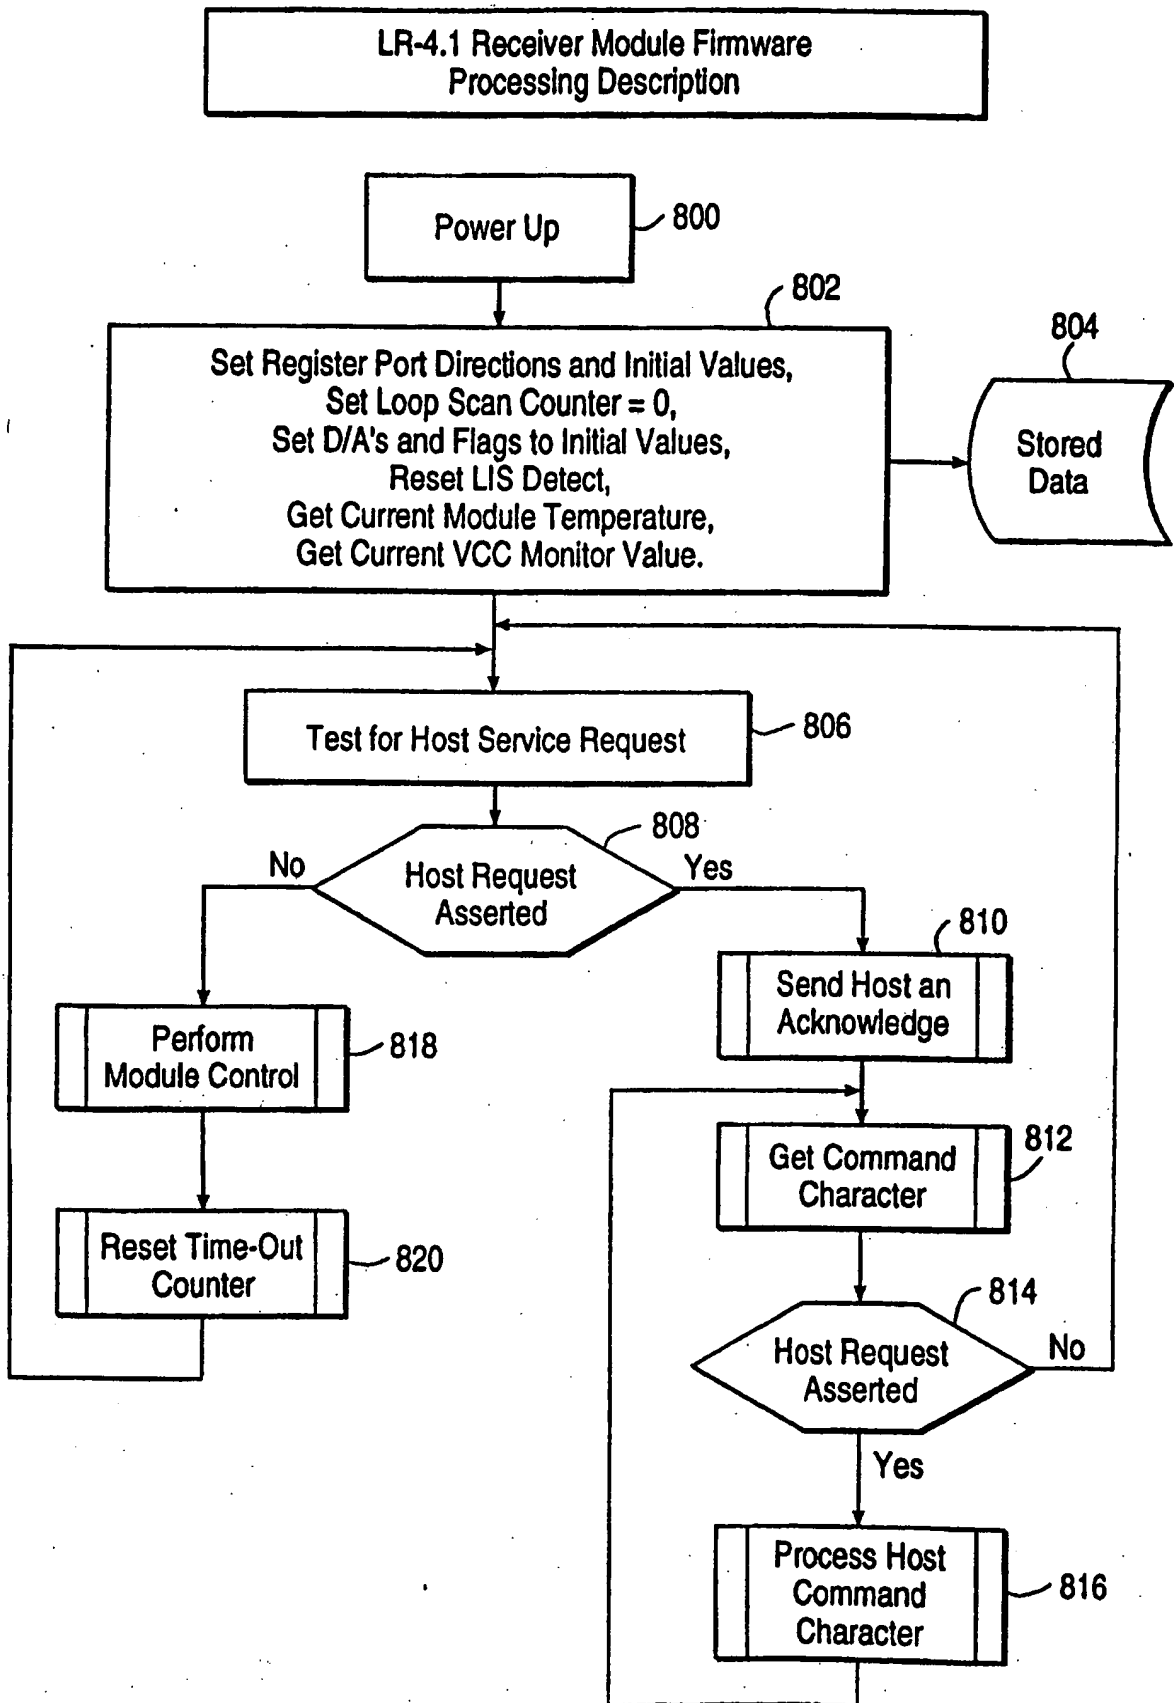 LR-4.1 Receiver Module Firmware
Processing Description
Power Up
800
802
Set Register Port Directions and Initial Values,
Set Loop Scan Counter = 0,
Set D/A's and Flags to Initial Values,
Reset LIS Detect,
Get Current Module Temperature,
Get Current VCC Monitor Value.
804
Stored
Data
Test for Host Service Request
806
808
No
Host Request
Asserted
Yes
810
Send Host an
Acknowledge
Perform
Module Control
818
Get Command
Character
812
Reset Time-Out
Counter
820
814
Host Request
Asserted
No
Yes
Process Host
Command
Character
816